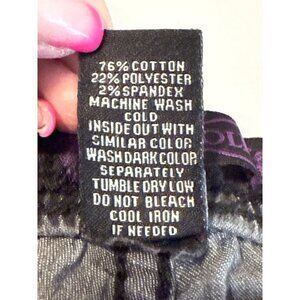 76% COTTON
22% POLYESTER
2% SPANDEX
MACHINE WASH
COLD
INSIDE OUT WITH
SIMILAR COLOR
WASH DARK COLOR
SEPARATELY
TUMBLE DRY LOW
DO NOT BLEACH
COOL IRON
IF NEEDED